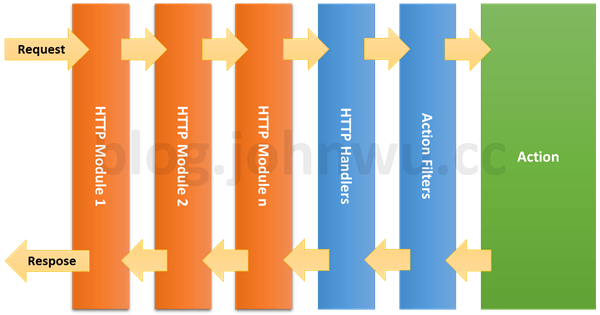 Request
HTTP Module 1
HTTP Module 2
HTTP Module n
HTTP Handlers
Action Filters
Action
blog.johnwu.cc
Respose